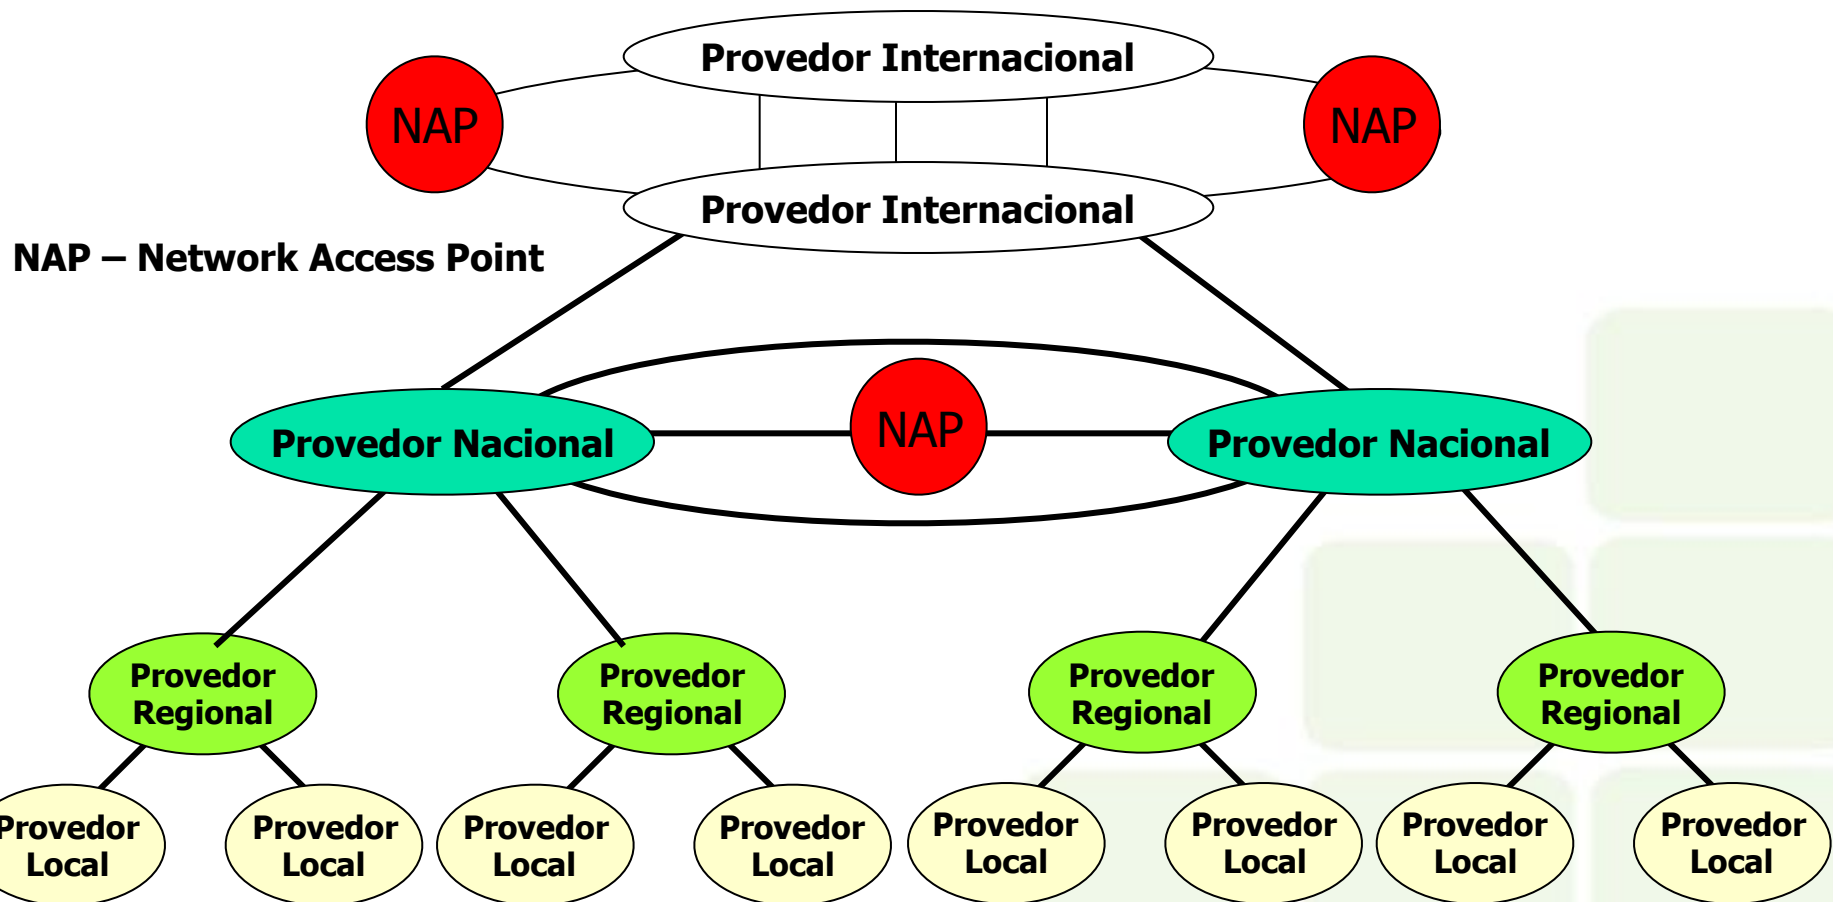 Provedor Internacional
NAP
NAP
Provedor Internacional
NAP – Network Access Point
NAP
Provedor Nacional
Provedor Nacional
Provedor
Regional
Provedor
Regional
Provedor
Regional
Provedor
Regional
Provedor
Local
Provedor
Local
Provedor
Local
Provedor
Local
Provedor
Local
Provedor
Local
Provedor
Local
Provedor
Local